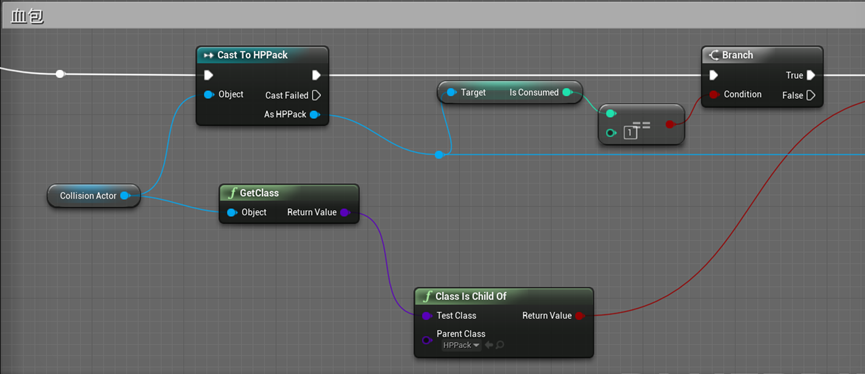 血包
Cast To HPPack
Object
Cast Failed
As HPPack
Target
Is Consumed
1
==
Branch
True
Condition
False
Collision Actor
f GetClass
Object
Return Value
f Class Is Child Of
Test Class
Return Value
Parent Class
HPPack